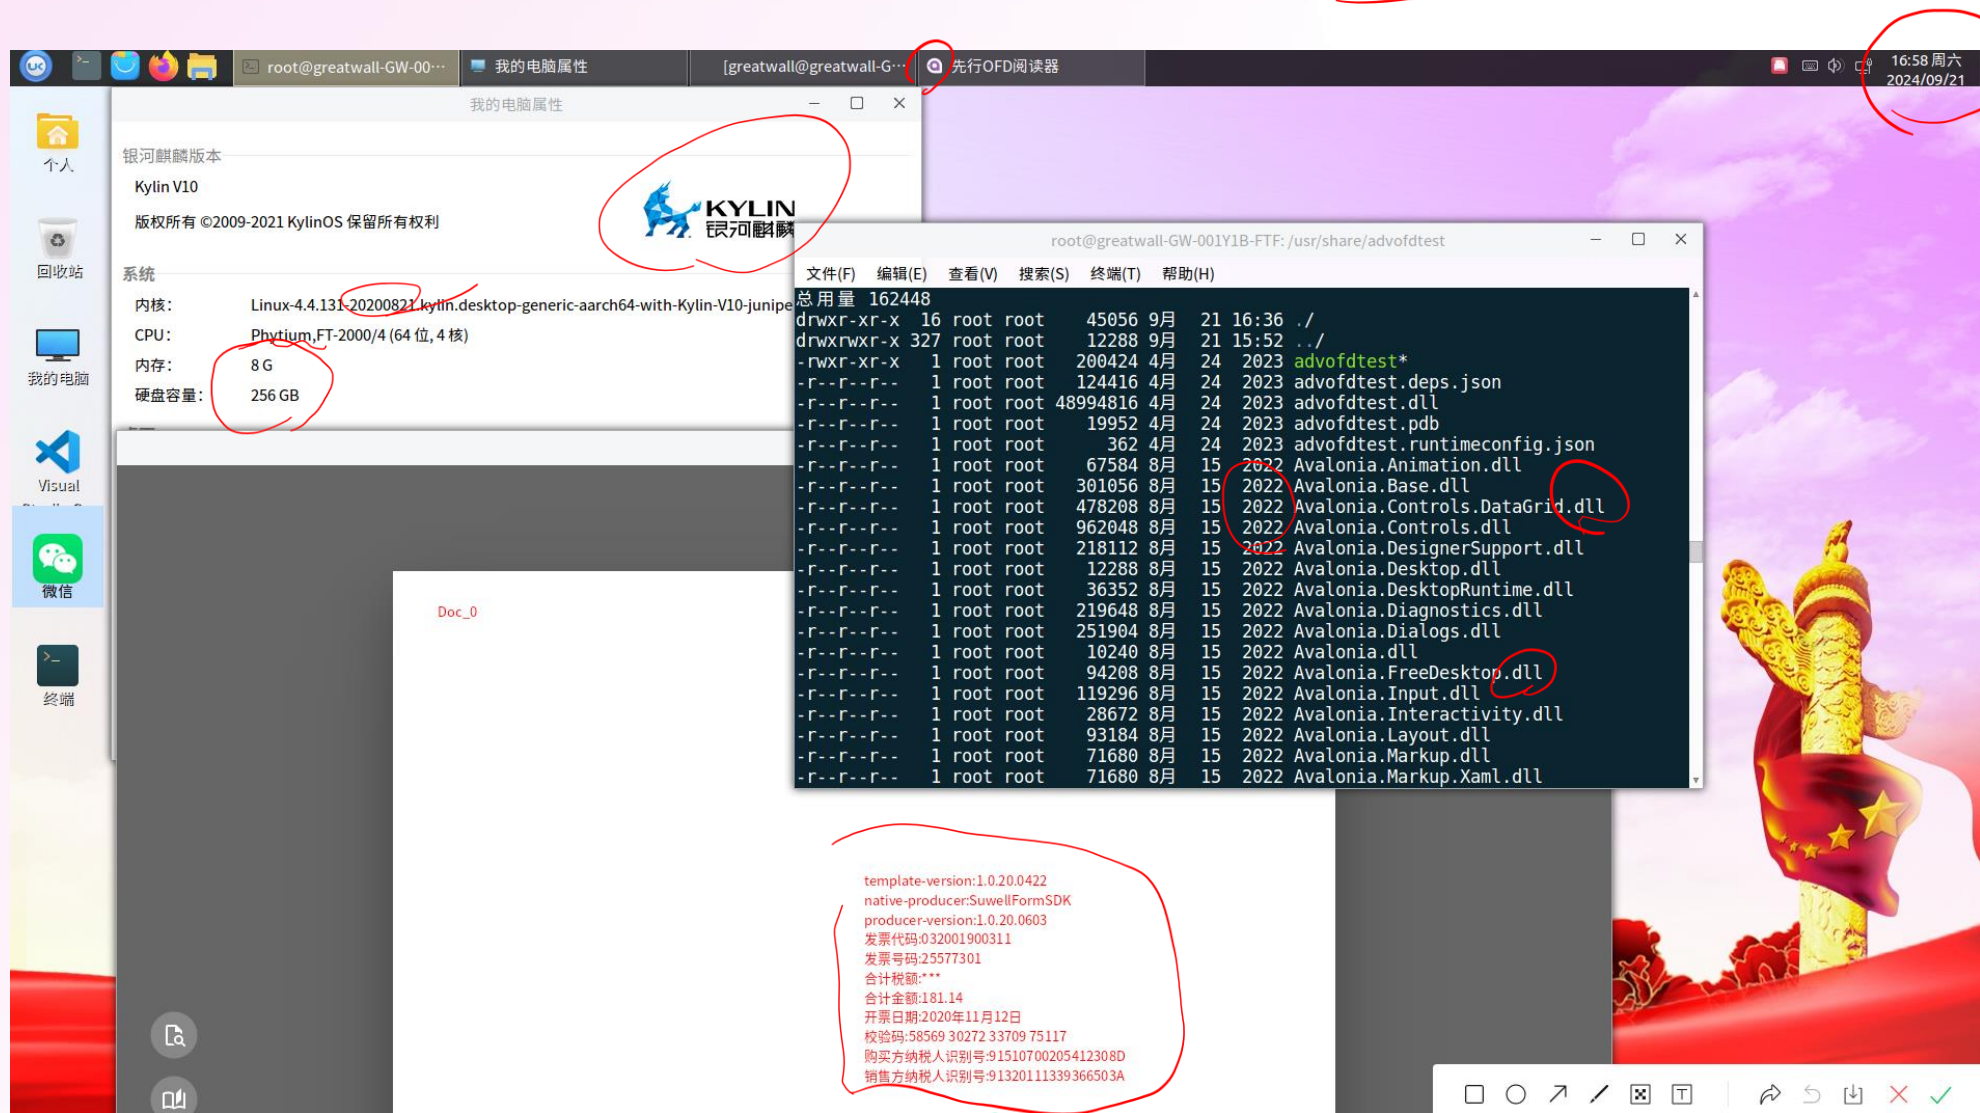 root@greatwall-GW-00···
我的电脑属性
[greatwall@greatwall-G···
先行OFD阅读器
16:58 周六
2024/09/21
个人
回收站
我的电脑
Visual
微信
终端
我的电脑属性
银河麒麟版本
Kylin V10
版权所有 ©2009-2021 KylinOS 保留所有权利
KYLIN
银河麒麟
系统
内核： Linux-4.4.131-20200821.kylin.desktop-generic-aarch64-with-Kylin-V10-junipe
CPU： Phytium,FT-2000/4 (64 位, 4 核)
内存： 8 G
硬盘容量： 256 GB
root@greatwall-GW-001Y1B-FTF: /usr/share/advofdtest
文件(F) 编辑(E) 查看(V) 搜索(S) 终端(T) 帮助(H)
总用量 162448
drwxr-xr-x 16 root root 45056 9月 21 16:36 ./
drwxrwxr-x 327 root root 12288 9月 21 15:52 ../
-rwxr-xr-x 1 root root 200424 4月 24 2023 advofdtest*
-r--r--r-- 1 root root 124416 4月 24 2023 advofdtest.deps.json
-r--r--r-- 1 root root 48994816 4月 24 2023 advofdtest.dll
-r--r--r-- 1 root root 19952 4月 24 2023 advofdtest.pdb
-r--r--r-- 1 root root 362 4月 24 2023 advofdtest.runtimeconfig.json
-r--r--r-- 1 root root 67584 8月 15 2022 Avalonia.Animation.dll
-r--r--r-- 1 root root 301056 8月 15 2022 Avalonia.Base.dll
-r--r--r-- 1 root root 478208 8月 15 2022 Avalonia.Controls.DataGrid.dll
-r--r--r-- 1 root root 962048 8月 15 2022 Avalonia.Controls.dll
-r--r--r-- 1 root root 218112 8月 15 2022 Avalonia.DesignerSupport.dll
-r--r--r-- 1 root root 12288 8月 15 2022 Avalonia.Desktop.dll
-r--r--r-- 1 root root 36352 8月 15 2022 Avalonia.DesktopRuntime.dll
-r--r--r-- 1 root root 219648 8月 15 2022 Avalonia.Diagnostics.dll
-r--r--r-- 1 root root 251904 8月 15 2022 Avalonia.Dialogs.dll
-r--r--r-- 1 root root 10240 8月 15 2022 Avalonia.dll
-r--r--r-- 1 root root 94208 8月 15 2022 Avalonia.FreeDesktop.dll
-r--r--r-- 1 root root 119296 8月 15 2022 Avalonia.Input.dll
-r--r--r-- 1 root root 28672 8月 15 2022 Avalonia.Interactivity.dll
-r--r--r-- 1 root root 93184 8月 15 2022 Avalonia.Layout.dll
-r--r--r-- 1 root root 71680 8月 15 2022 Avalonia.Markup.dll
-r--r--r-- 1 root root 71680 8月 15 2022 Avalonia.Markup.Xaml.dll
Doc_0
template-version:1.0.20.0422
native-producer:SuwellFormSDK
producer-version:1.0.20.0603
发票代码:032001900311
发票号码:25577301
合计税额:***
合计金额:181.14
开票日期:2020年11月12日
校验码:58569 30272 33709 75117
购买方纳税人识别号:91510700205412308D
销售方纳税人识别号:91320111339366503A